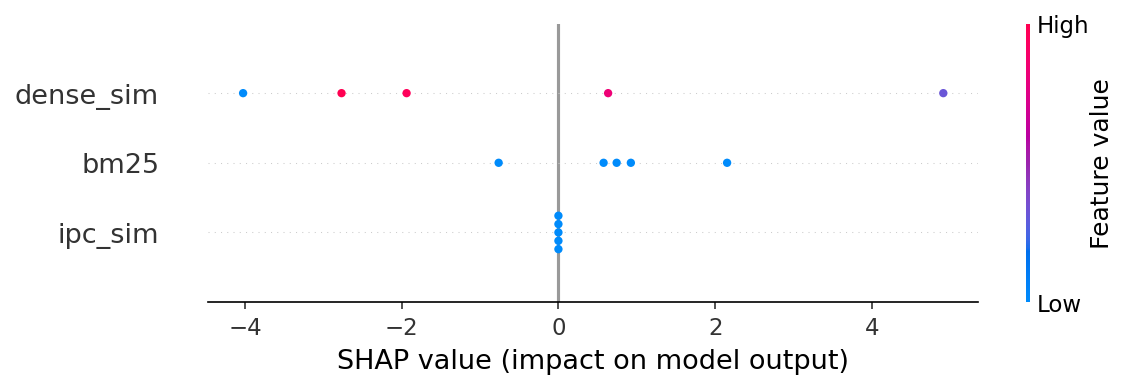 High
dense_sim
bm25
ipc_sim
Feature value
Low
−4 −2 0 2 4
SHAP value (impact on model output)